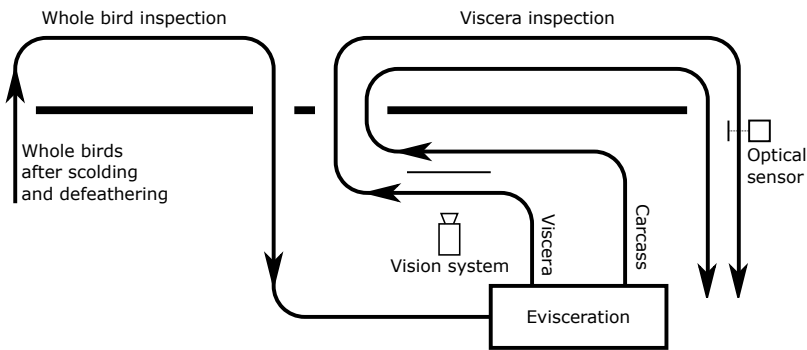 Whole bird inspection
Viscera inspection
Whole birds
after scolding
and defeathering
Optical
sensor
Viscera
Carcass
Vision system
Evisceration